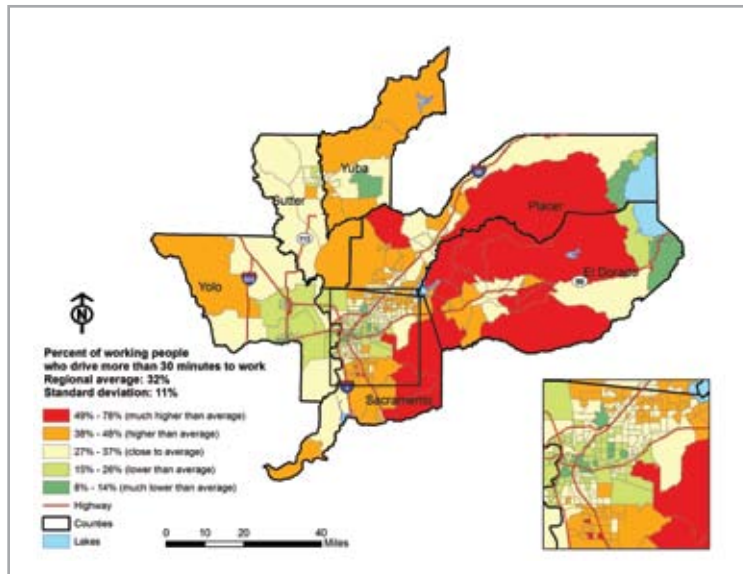 Yuba
Sutter
Placer
El Dorado
Yolo
Sacramento
N
Percent of working people
who drive more than 30 minutes to work
Regional average: 32%
Standard deviation: 11%
49% - 76% (much higher than average)
38% - 48% (higher than average)
27% - 37% (close to average)
15% - 26% (lower than average)
8% - 14% (much lower than average)
Highway
Counties
Lakes
0 10 20 40
Miles